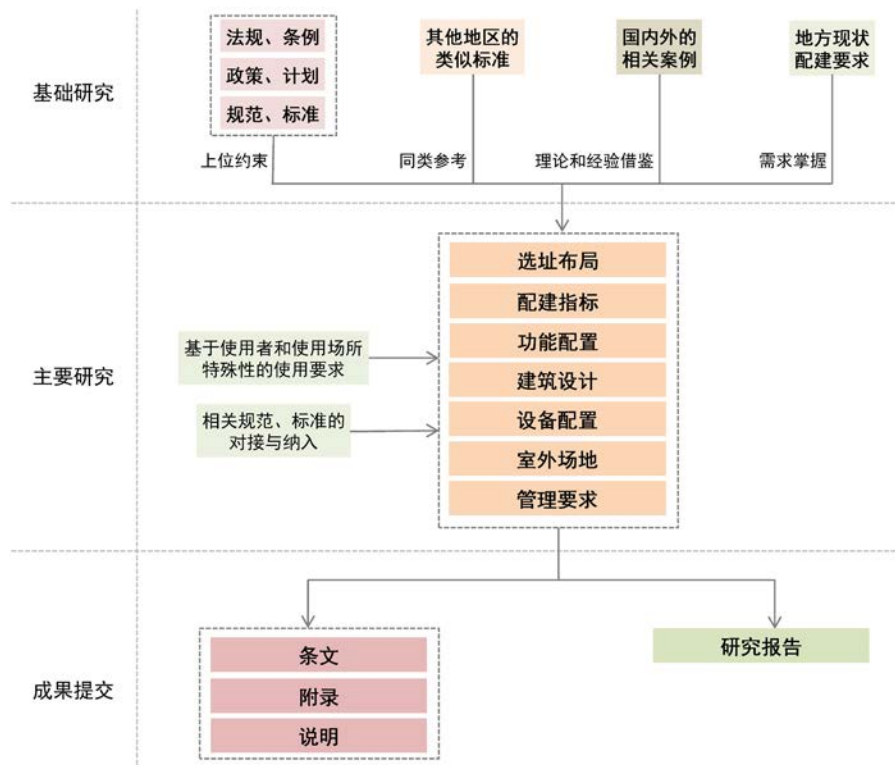 基础研究
法规、条例
政策、计划
规范、标准
其他地区的
类似标准
国内外的
相关案例
地方现状
配建要求
上位约束
同类参考
理论和经验借鉴
需求掌握
主要研究
基于使用者和使用场所
特殊性的使用要求
相关规范、标准的
对接与纳入
选址布局
配建指标
功能配置
建筑设计
设备配置
室外场地
管理要求
成果提交
条文
附录
说明
研究报告